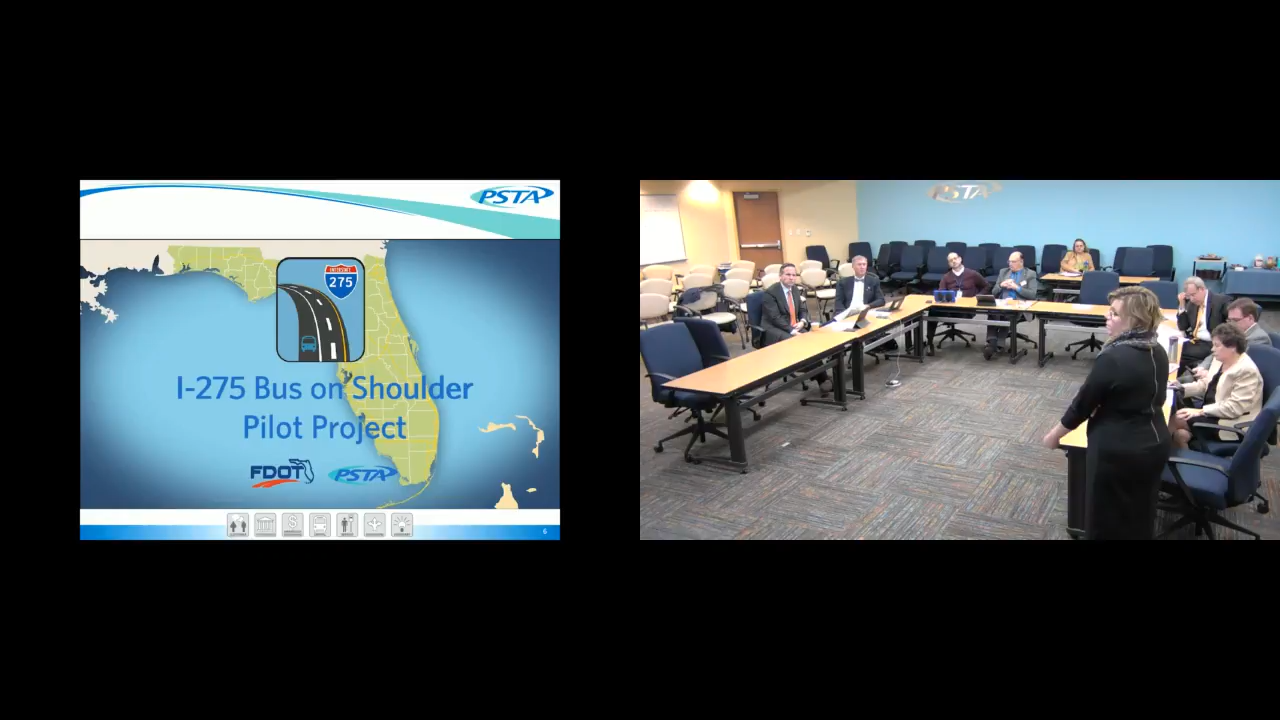 PSTA
INTERSTATE
275
I-275 Bus on Shoulder
Pilot Project
FDOT
PSTA
6
PSTA